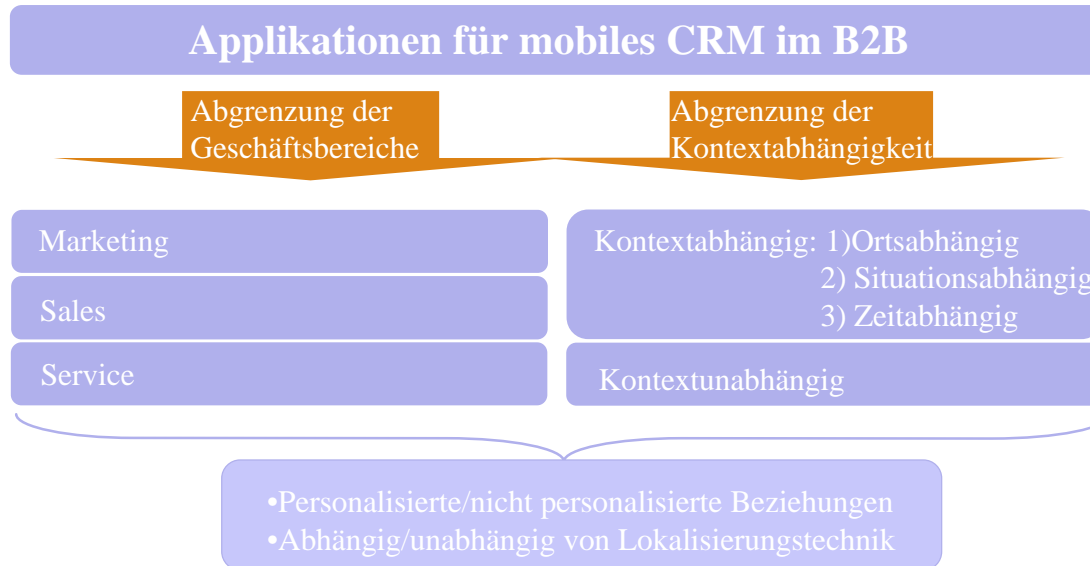 Applikationen für mobiles CRM im B2B
Abgrenzung der
Geschäftsbereiche
Abgrenzung der
Kontextabhängigkeit
Marketing
Sales
Service
Kontextabhängig: 1)Ortsabhängig
2) Situationsabhängig
3) Zeitabhängig
Kontextunabhängig
•Personalisierte/nicht personalisierte Beziehungen
•Abhängig/unabhängig von Lokalisierungstechnik